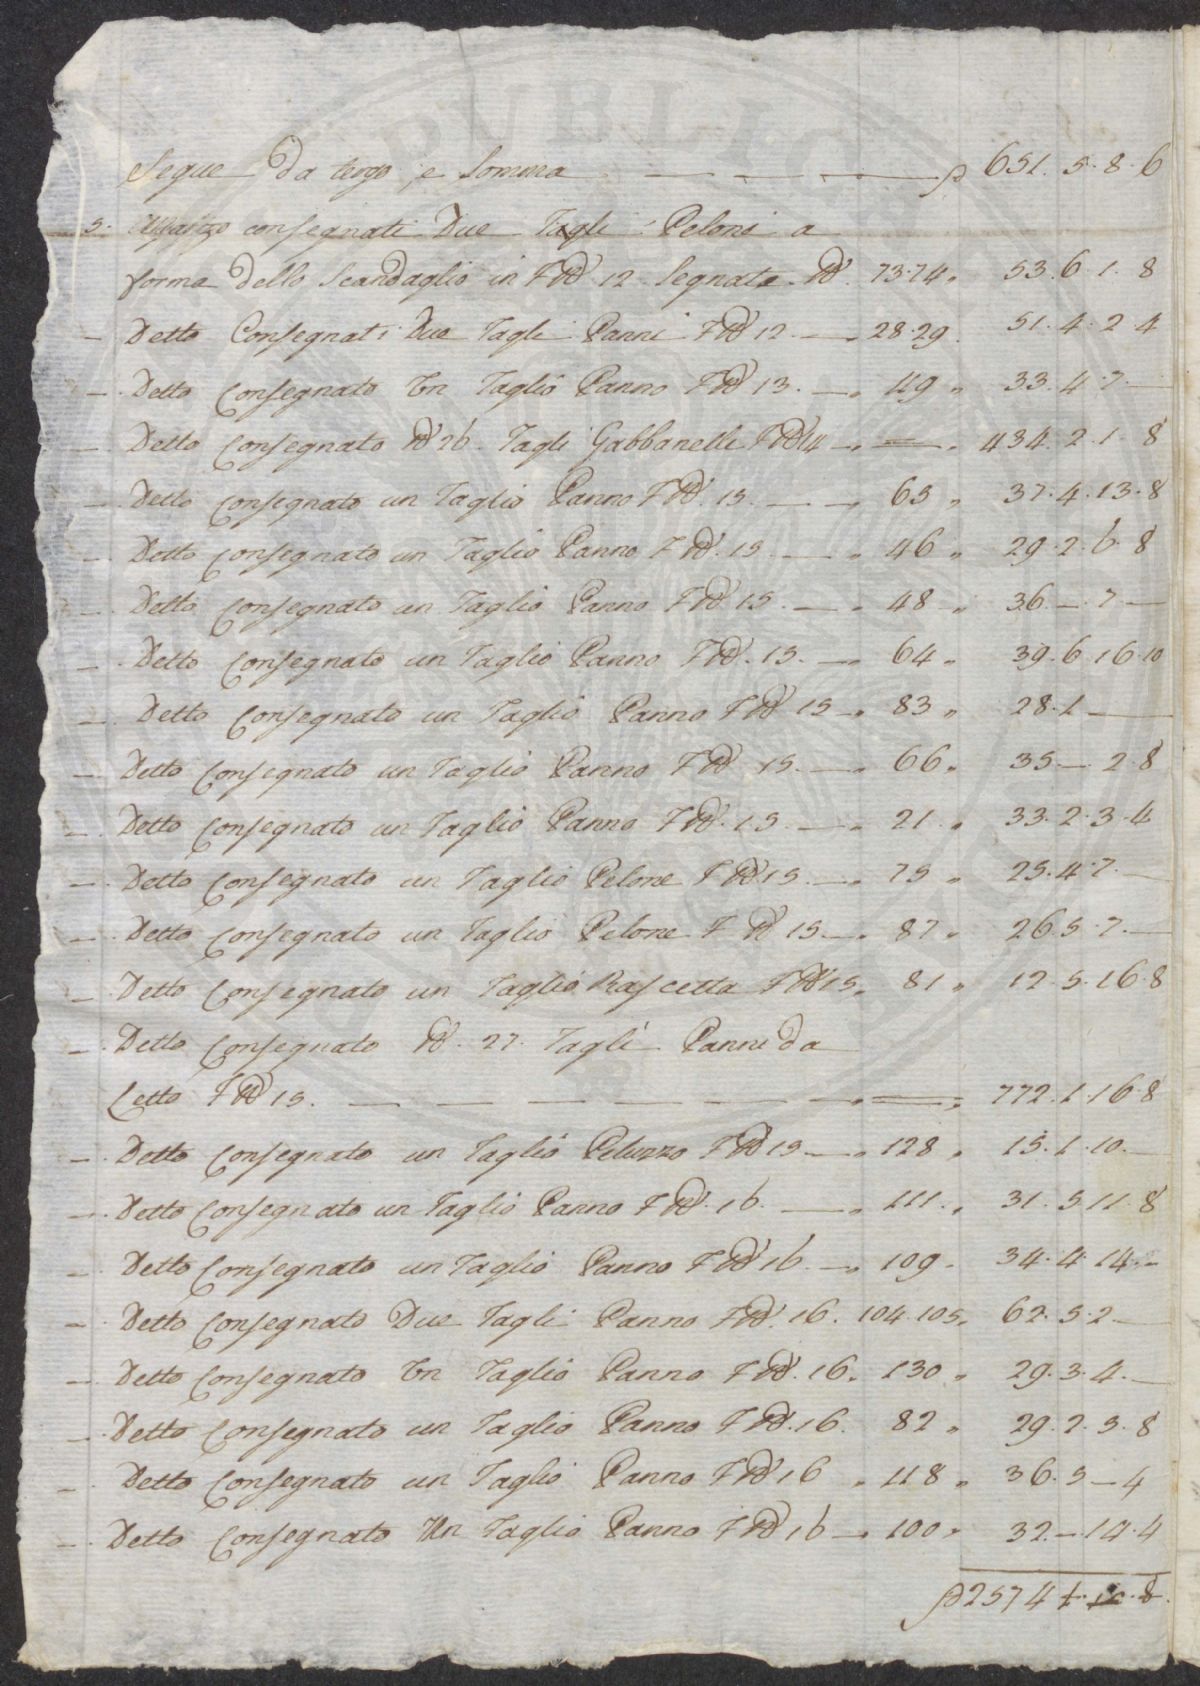 Segue da tergo, e Somma — — — — ₽ 651. 5. 8. 6
5. Marzo consegnati Due Tagli Peloni a
forma dello Scandaglio in F N° 12 Segnata N° 73.74. 53. 6 1. 8
— Detto Consegnati Due Tagli Panni F N° 12. — 28.29. 51. 4. 2. 4
— Detto Consegnato Un Taglio Panno F N° 13. — 49 " 33. 4. 7. —
— Detto Consegnato N° 26. Tagli Gabbanelle F N° 14 — " = " 434. 2. 1. 8
— Detto Consegnato un Taglio Panno F N° 15. — 65 " 37. 4. 13. 8
— Detto Consegnato un Taglio Panno F N° 15. — " 46 " 29. 2. 6. 8
— Detto Consegnato un Taglio Panno F N° 15. — " 48 " 36. — 7 —
— Detto Consegnato un Taglio Panno F N° 15. — " 64 " 39. 6. 16. 10
— Detto Consegnato un Taglio Panno F N° 15 — " 83 " 28. 1 —
— Detto Consegnato un Taglio Panno F N° 15. — " 66 " 35 — 2. 8
— Detto Consegnato un Taglio Panno F N° 15. — " 21 " 33. 2. 3. 4
— Detto Consegnato un Taglio Pelone F N° 15. — " 75 " 25. 4. 7. —
— Detto Consegnato un Taglio Pelone F N° 15 — " 87 " 26. 5. 7. —
— Detto Consegnato un Taglio Rascetta F N° 15 " 81 " 12. 5. 16. 8
— Detto Consegnato N° 27. Tagli Panni da
Letto F N° 15. — — — — — — " = " 772. 1. 16. 8
— Detto Consegnato un Taglio Peluzzo F N° 15 — " 128 " 15. 1. 10. —
— Detto Consegnato un Taglio Panno F N° 16. — " 111. " 31. 5 11. 8
— Detto Consegnato un Taglio Panno F N° 16. — " 109 " 34. 4. 14. —
— Detto Consegnato Due Tagli Panno F N° 16. 104.105 " 62. 5. 2 —
— Detto Consegnato Un Taglio Panno F N° 16 " 130 " 29. 3. 4. —
— Detto Consegnato un Taglio Panno F N° 16. 82 " 29. 2. 5. 8
— Detto Consegnato un Taglio Panno F N° 16 " 118 " 36. 5 — 4
— Detto Consegnato Un Taglio Panno F N° 16 — " 100 " 32. — 14. 4
₽ 2574